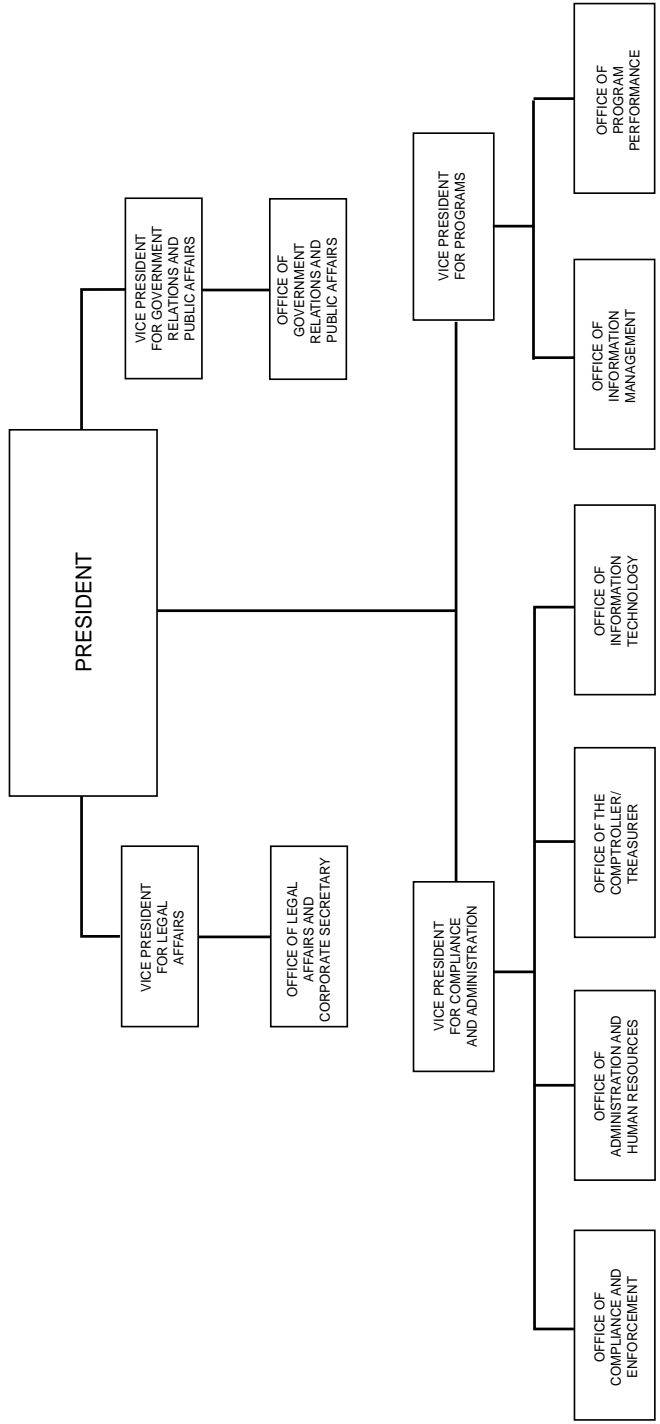 PRESIDENT
VICE PRESIDENT
FOR LEGAL
AFFAIRS
VICE PRESIDENT
FOR GOVERNMENT
RELATIONS AND
PUBLIC AFFAIRS
OFFICE OF LEGAL
AFFAIRS AND
CORPORATE SECRETARY
OFFICE OF
GOVERNMENT
RELATIONS AND
PUBLIC AFFAIRS
VICE PRESIDENT
FOR COMPLIANCE
AND ADMINISTRATION
VICE PRESIDENT
FOR PROGRAMS
OFFICE OF
COMPLIANCE AND
ENFORCEMENT
OFFICE OF
ADMINISTRATION AND
HUMAN RESOURCES
OFFICE OF THE
COMPTROLLER/
TREASURER
OFFICE OF
INFORMATION
TECHNOLOGY
OFFICE OF
INFORMATION
MANAGEMENT
OFFICE OF
PROGRAM
PERFORMANCE